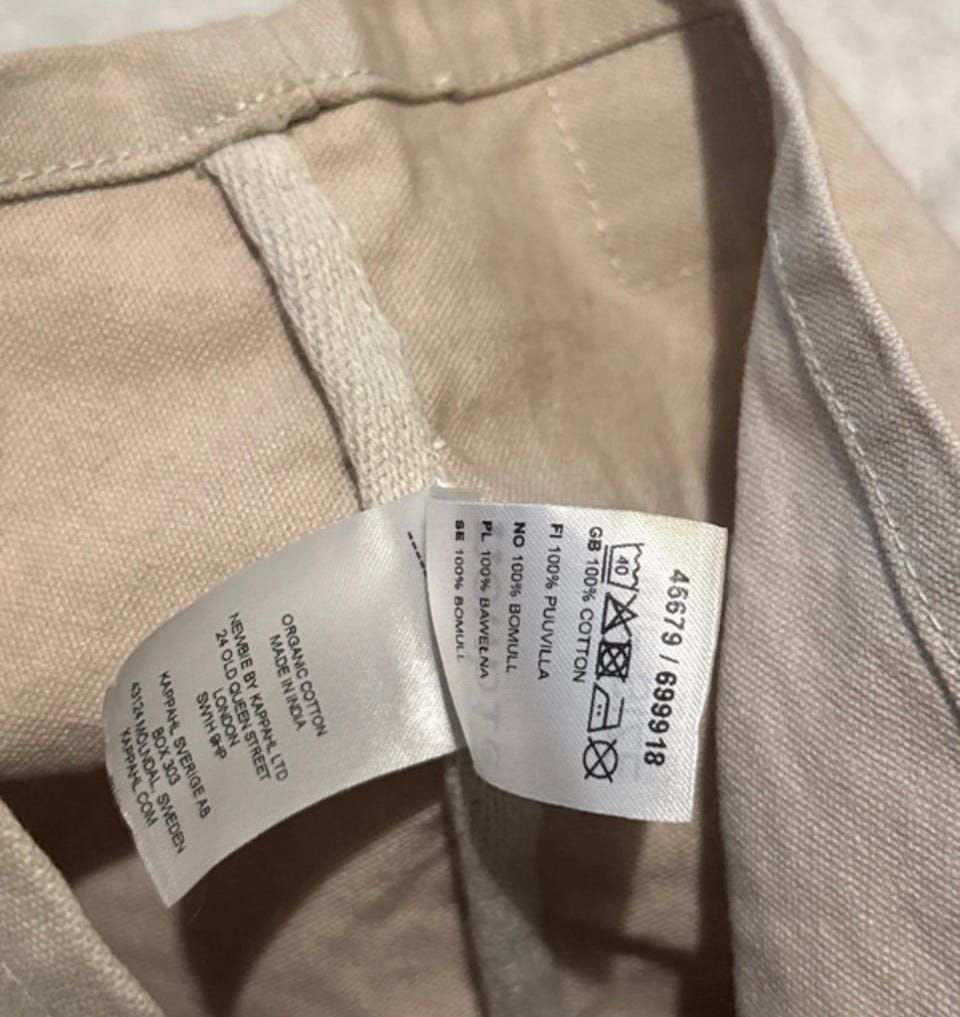 45679 / 6999918
40
GB 100% COTTON
FI 100% PUUVILLA
NO 100% BOMULL
PL 100% BAWEŁNA
SE 100% BOMULL
ORGANIC COTTON
MADE IN INDIA
NEWBIE BY KAPPAHL LTD
24 OLD QUEEN STREET
LONDON
SW1H 9HP
KAPPAHL SVERIGE AB
BOX 303
43124 MÖLNDAL, SWEDEN
KAPPAHL.COM